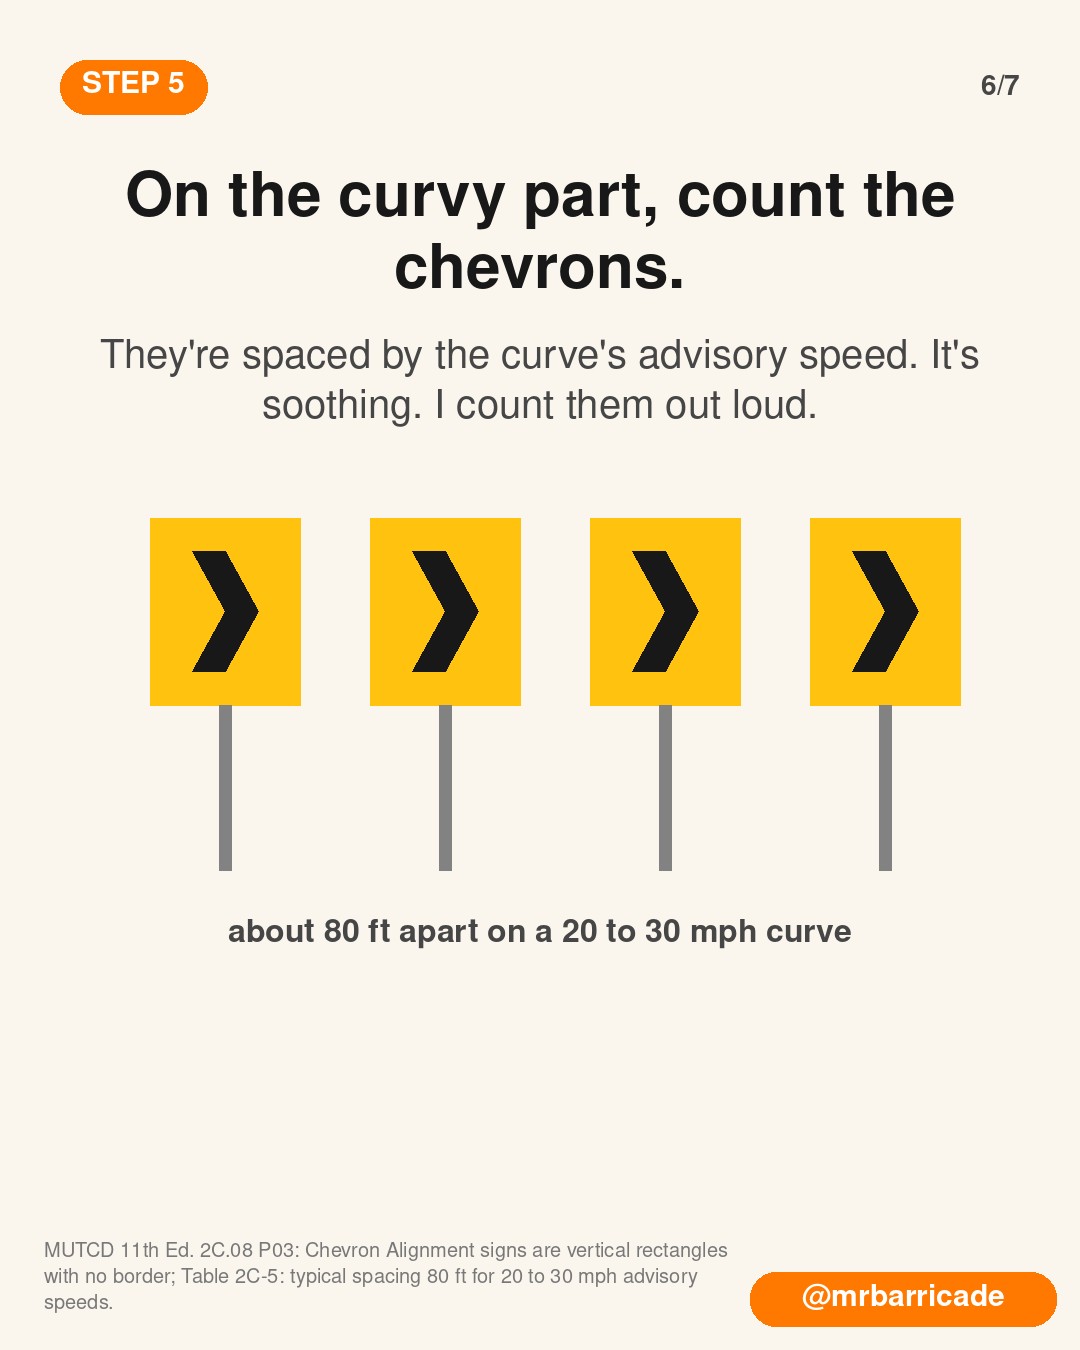 STEP 5
6/7
On the curvy part, count the
chevrons.
They're spaced by the curve's advisory speed. It's
soothing. I count them out loud.
about 80 ft apart on a 20 to 30 mph curve
MUTCD 11th Ed. 2C.08 P03: Chevron Alignment signs are vertical rectangles
with no border; Table 2C-5: typical spacing 80 ft for 20 to 30 mph advisory
speeds.
@mrbarricade